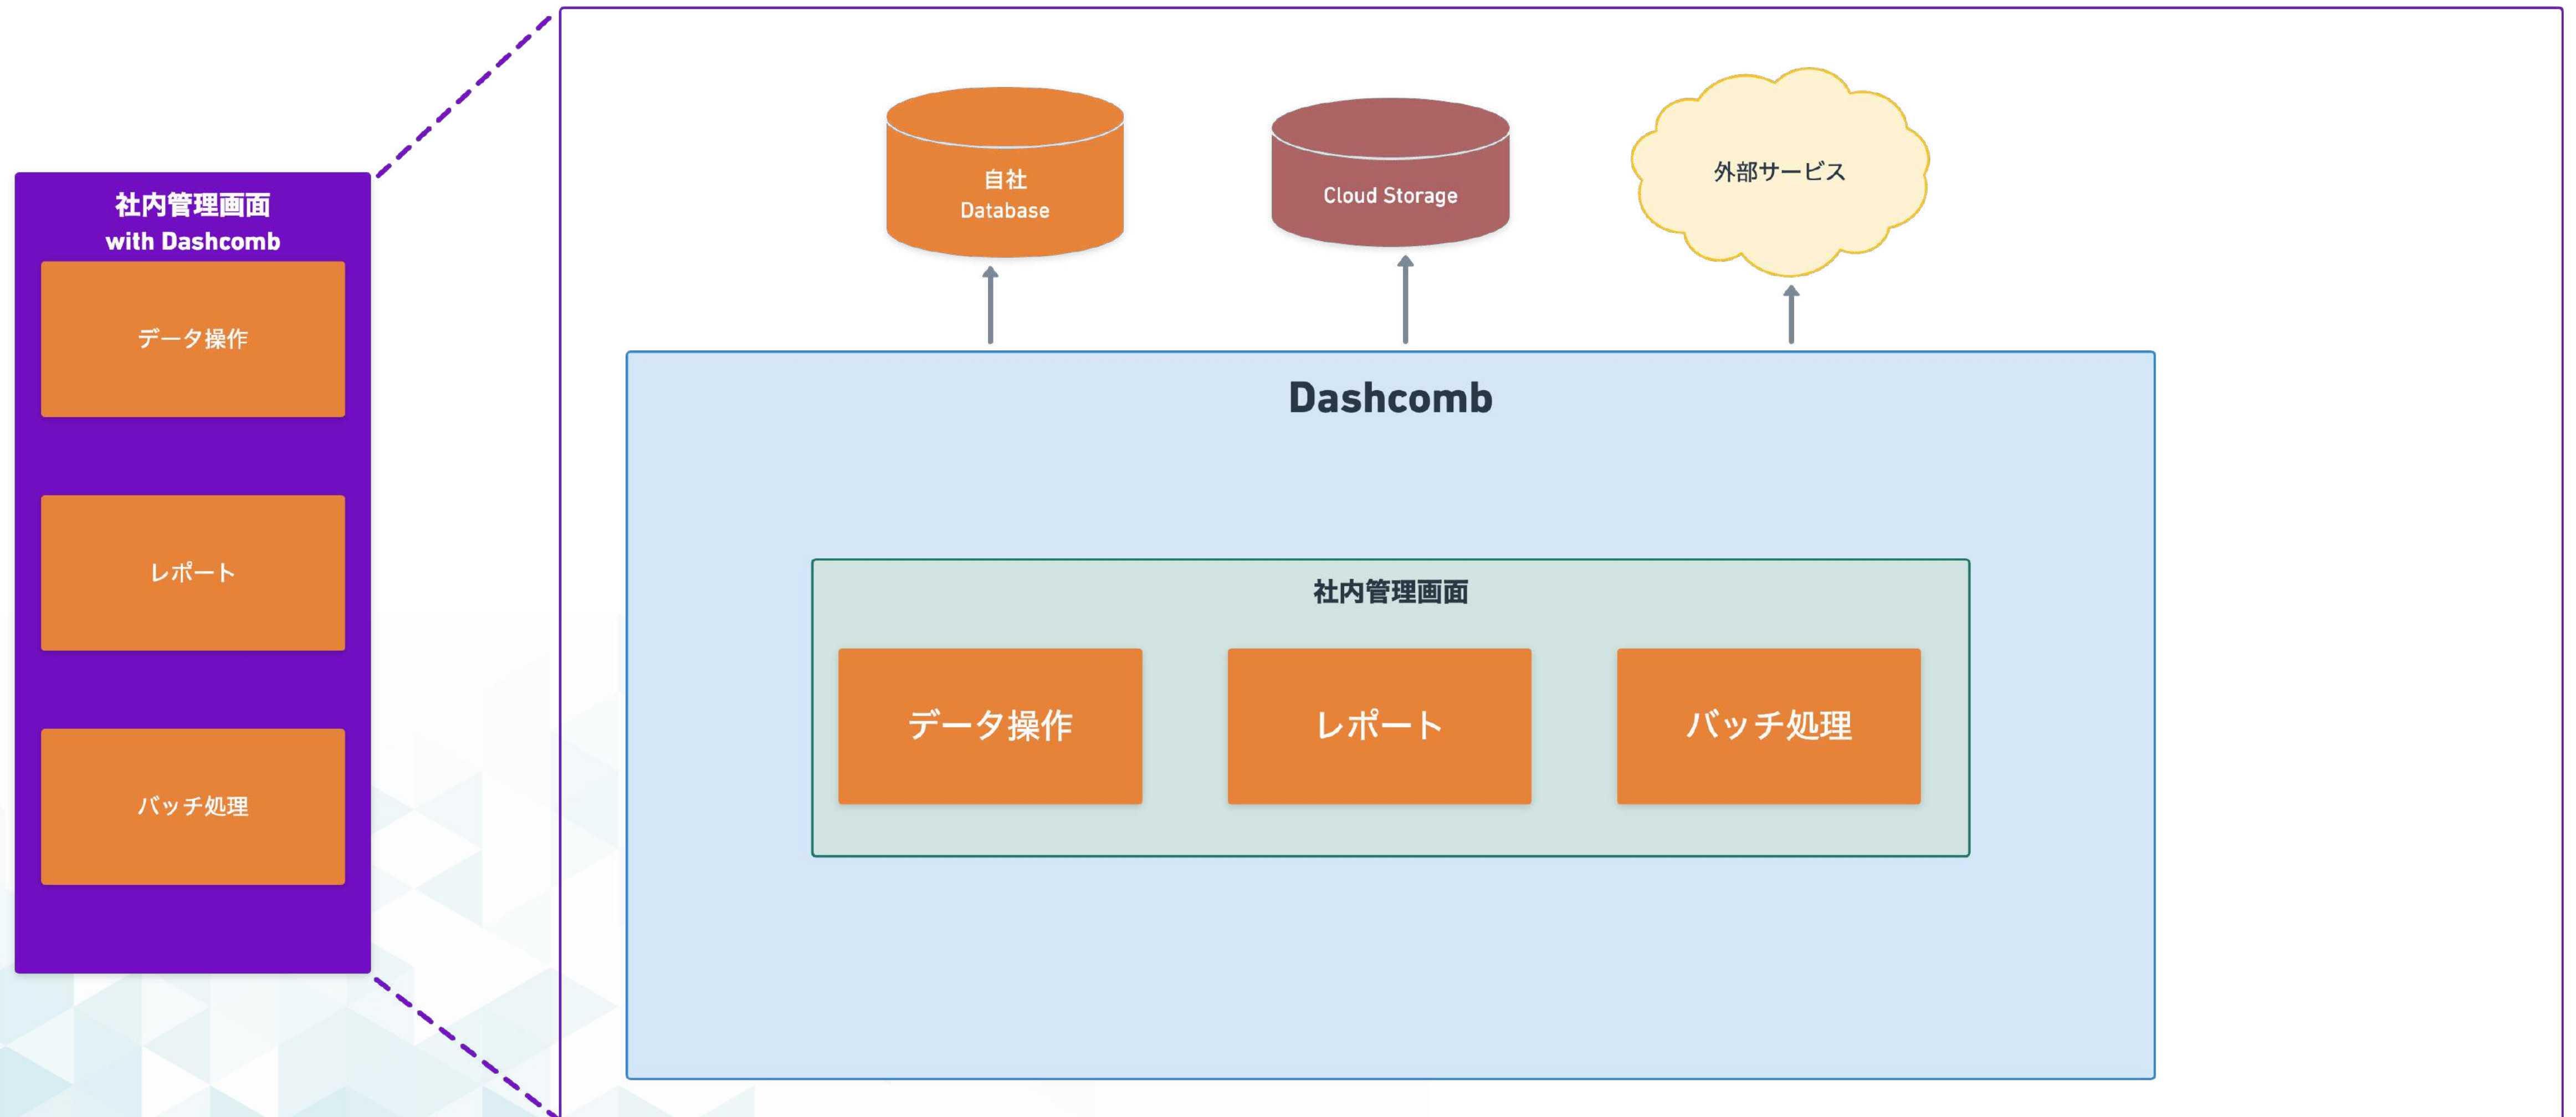 社内管理画面
with Dashcomb
データ操作
レポート
バッチ処理
自社
Database
Cloud Storage
外部サービス
Dashcomb
社内管理画面
データ操作
レポート
バッチ処理